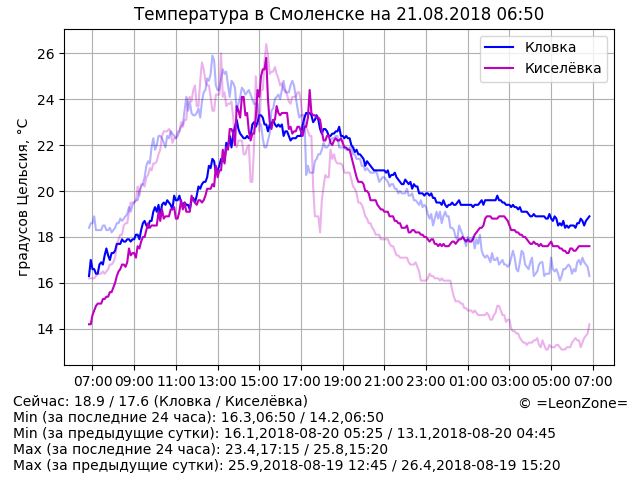 Температура в Смоленске на 21.08.2018 06:50
Кловка
Киселёвка
градусов Цельсия, °C
26
24
22
20
18
16
14
07:00 09:00 11:00 13:00 15:00 17:00 19:00 21:00 23:00 01:00 03:00 05:00 07:00
Сейчас: 18.9 / 17.6 (Кловка / Киселёвка)
© =LeonZone=
Min (за последние 24 часа): 16.3,06:50 / 14.2,06:50
Min (за предыдущие сутки): 16.1,2018-08-20 05:25 / 13.1,2018-08-20 04:45
Max (за последние 24 часа): 23.4,17:15 / 25.8,15:20
Max (за предыдущие сутки): 25.9,2018-08-19 12:45 / 26.4,2018-08-19 15:20